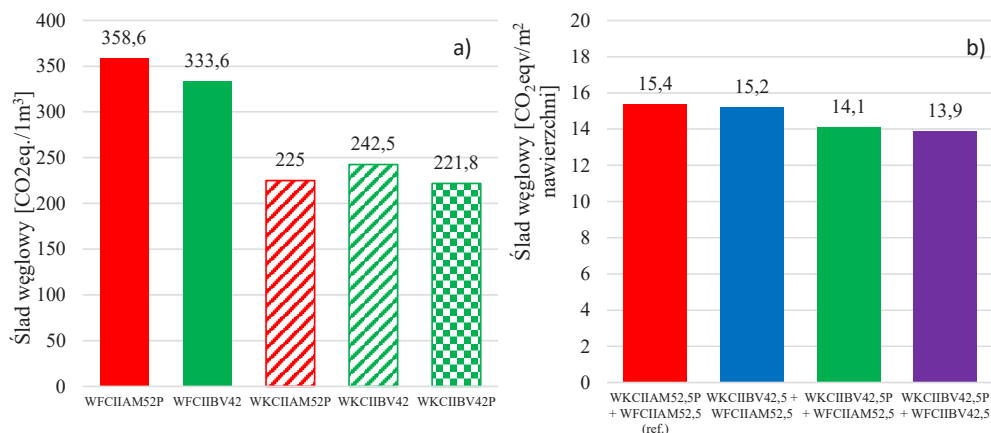 a)
Ślad węglowy [CO2eq./1m³]
400
350
300
250
200
150
100
50
0
358,6
333,6
225
242,5
221,8
WFCIIAM52P
WFCIIBV42
WKCIIAM52P
WKCIIBV42
WKCIIBV42P
b)
Ślad węglowy [CO₂eqv/m²
nawierzchni]
20
18
16
14
12
10
8
6
4
2
0
15,4
15,2
14,1
13,9
WKCIIAM52,5P
+ WFCIIAM52,5
(ref.)
WKCIIBV42,5 +
WFCIIAM52,5
WKCIIBV42,5P
+ WFCIIAM52,5
WKCIIBV42,5P
+ WFCIIBV42,5